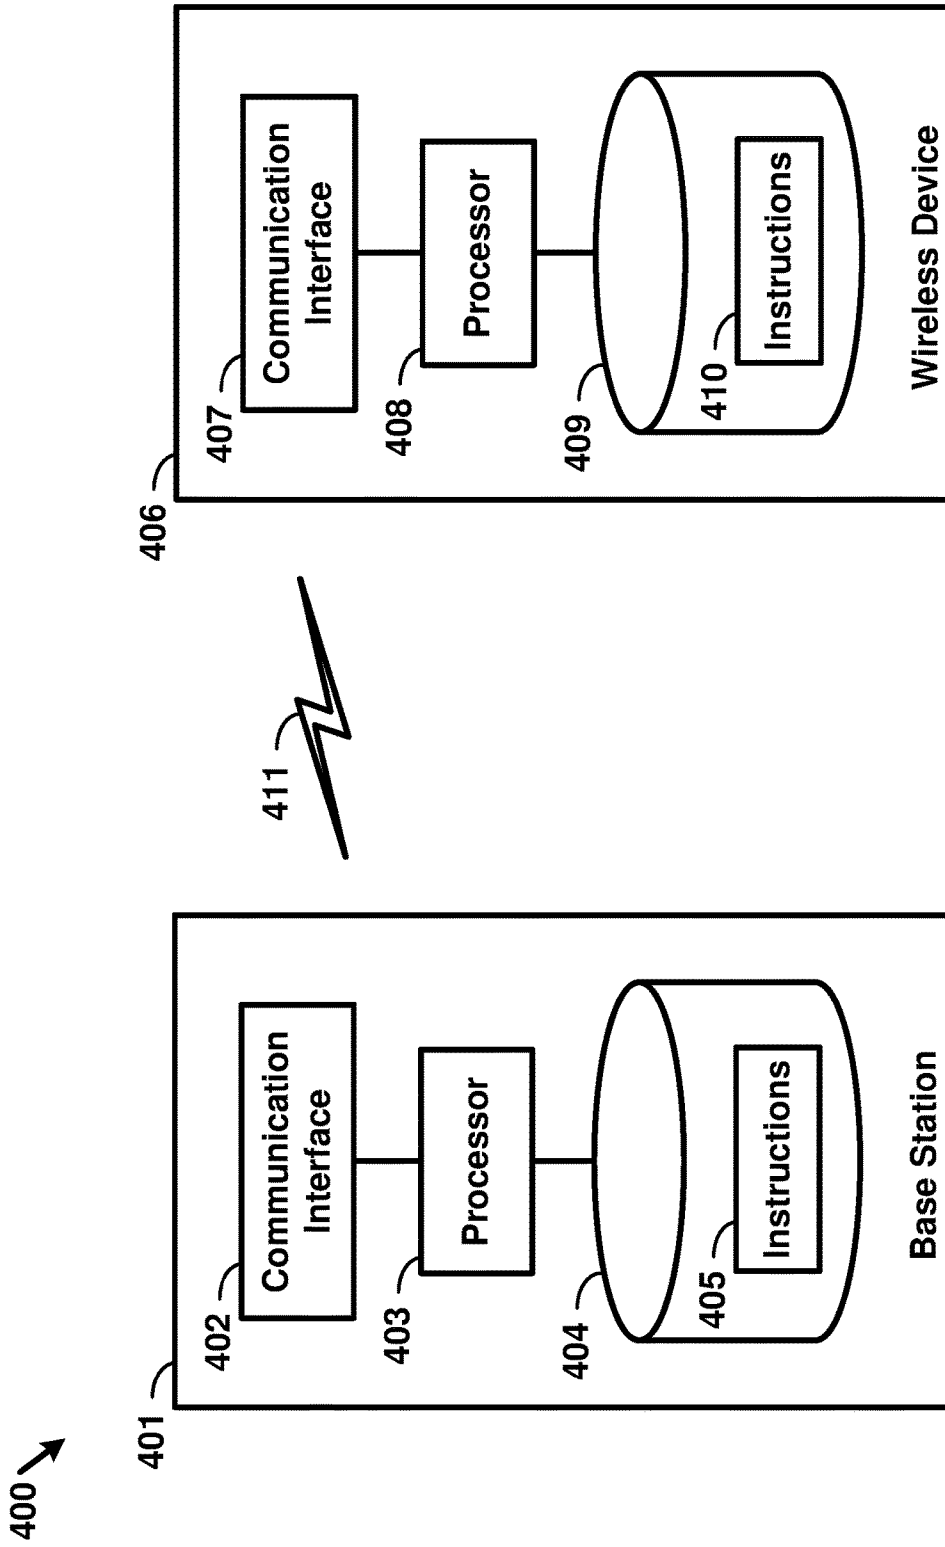 400
401
402
Communication
Interface
403
Processor
404
405
Instructions
Base Station
411
406
407
Communication
Interface
408
Processor
409
410
Instructions
Wireless Device